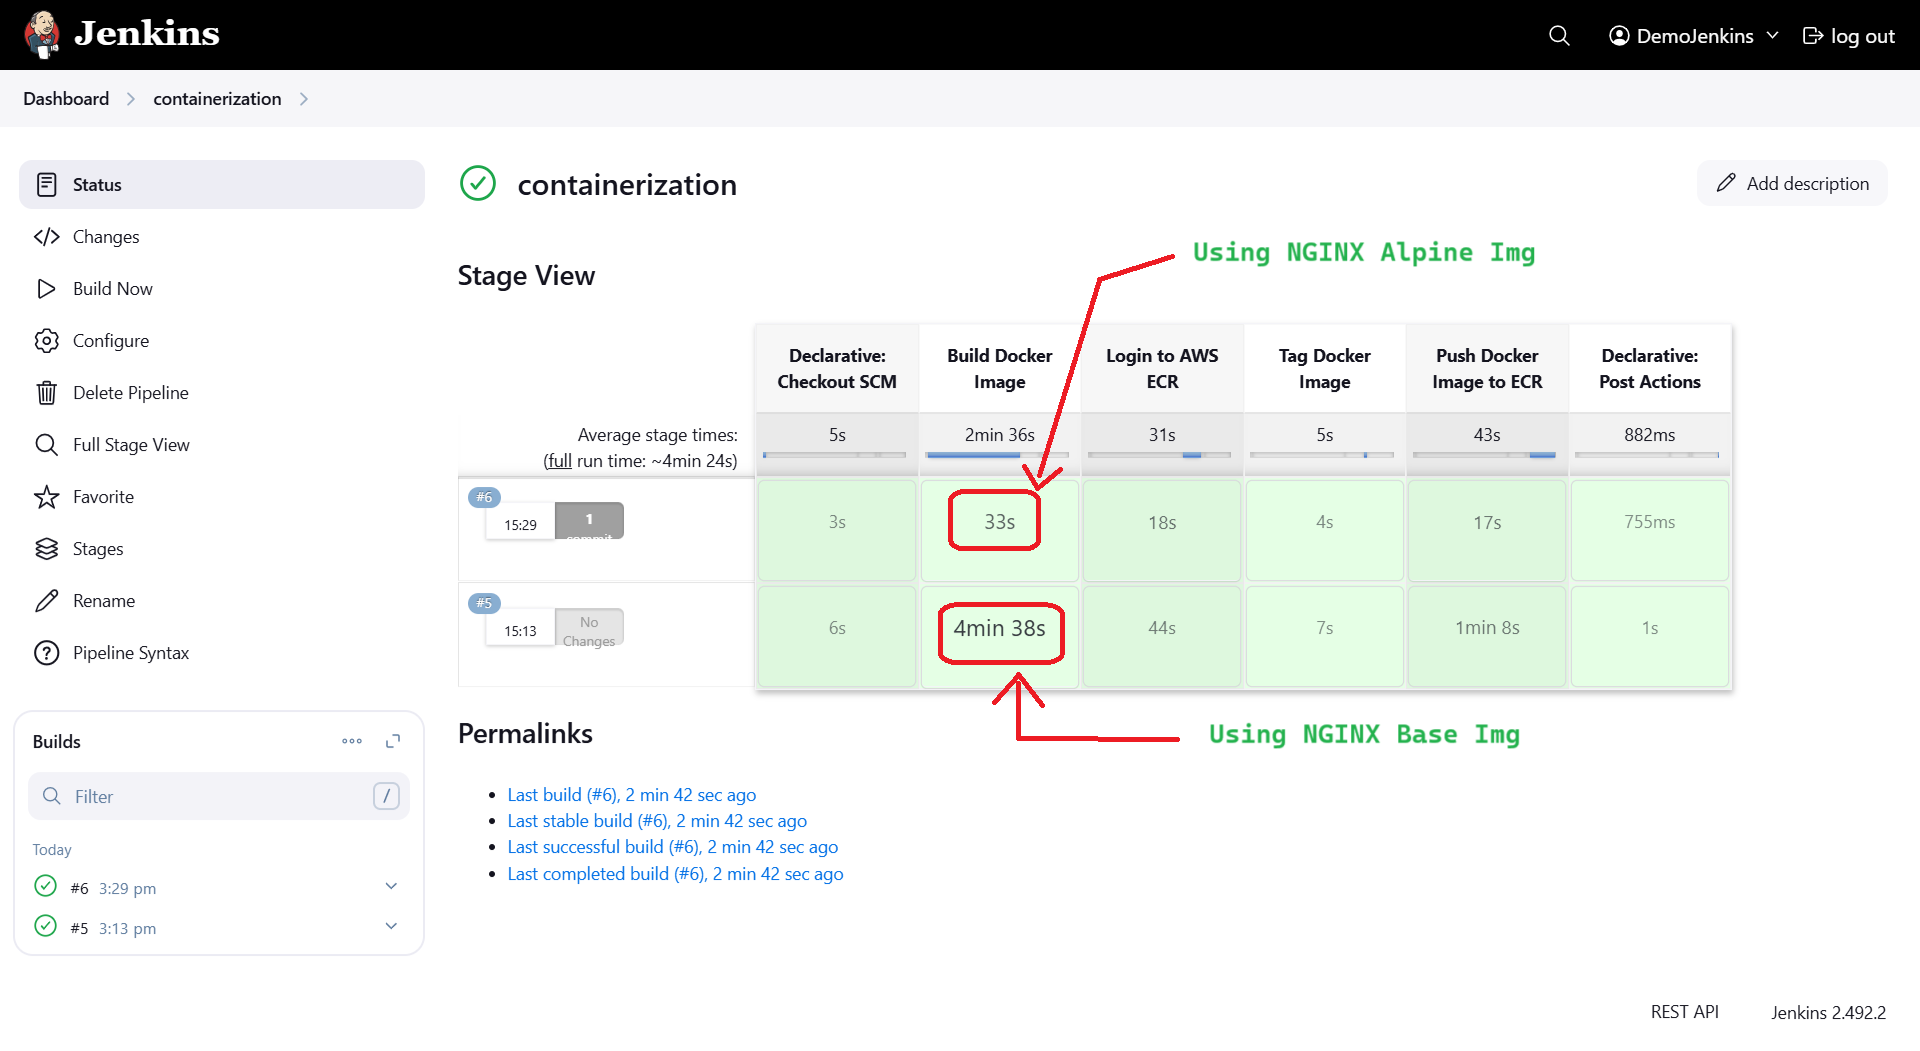 Jenkins
DemoJenkins
log out
Dashboard
containerization
Status
Changes
Build Now
Configure
Delete Pipeline
Full Stage View
Favorite
Stages
Rename
Pipeline Syntax
Builds
Filter
/
Today
#6 3:29 pm
#5 3:13 pm
containerization
Add description
Using NGINX Alpine Img
Stage View
Declarative:
Checkout SCM
Build Docker
Image
Login to AWS
ECR
Tag Docker
Image
Push Docker
Image to ECR
Declarative:
Post Actions
Average stage times:
(full run time: ~4min 24s)
5s
2min 36s
31s
5s
43s
882ms
#6
15:29
1
commit
3s
33s
18s
4s
17s
755ms
#5
15:13
No
Changes
6s
4min 38s
44s
7s
1min 8s
1s
Using NGINX Base Img
Permalinks
Last build (#6), 2 min 42 sec ago
Last stable build (#6), 2 min 42 sec ago
Last successful build (#6), 2 min 42 sec ago
Last completed build (#6), 2 min 42 sec ago
REST API
Jenkins 2.492.2